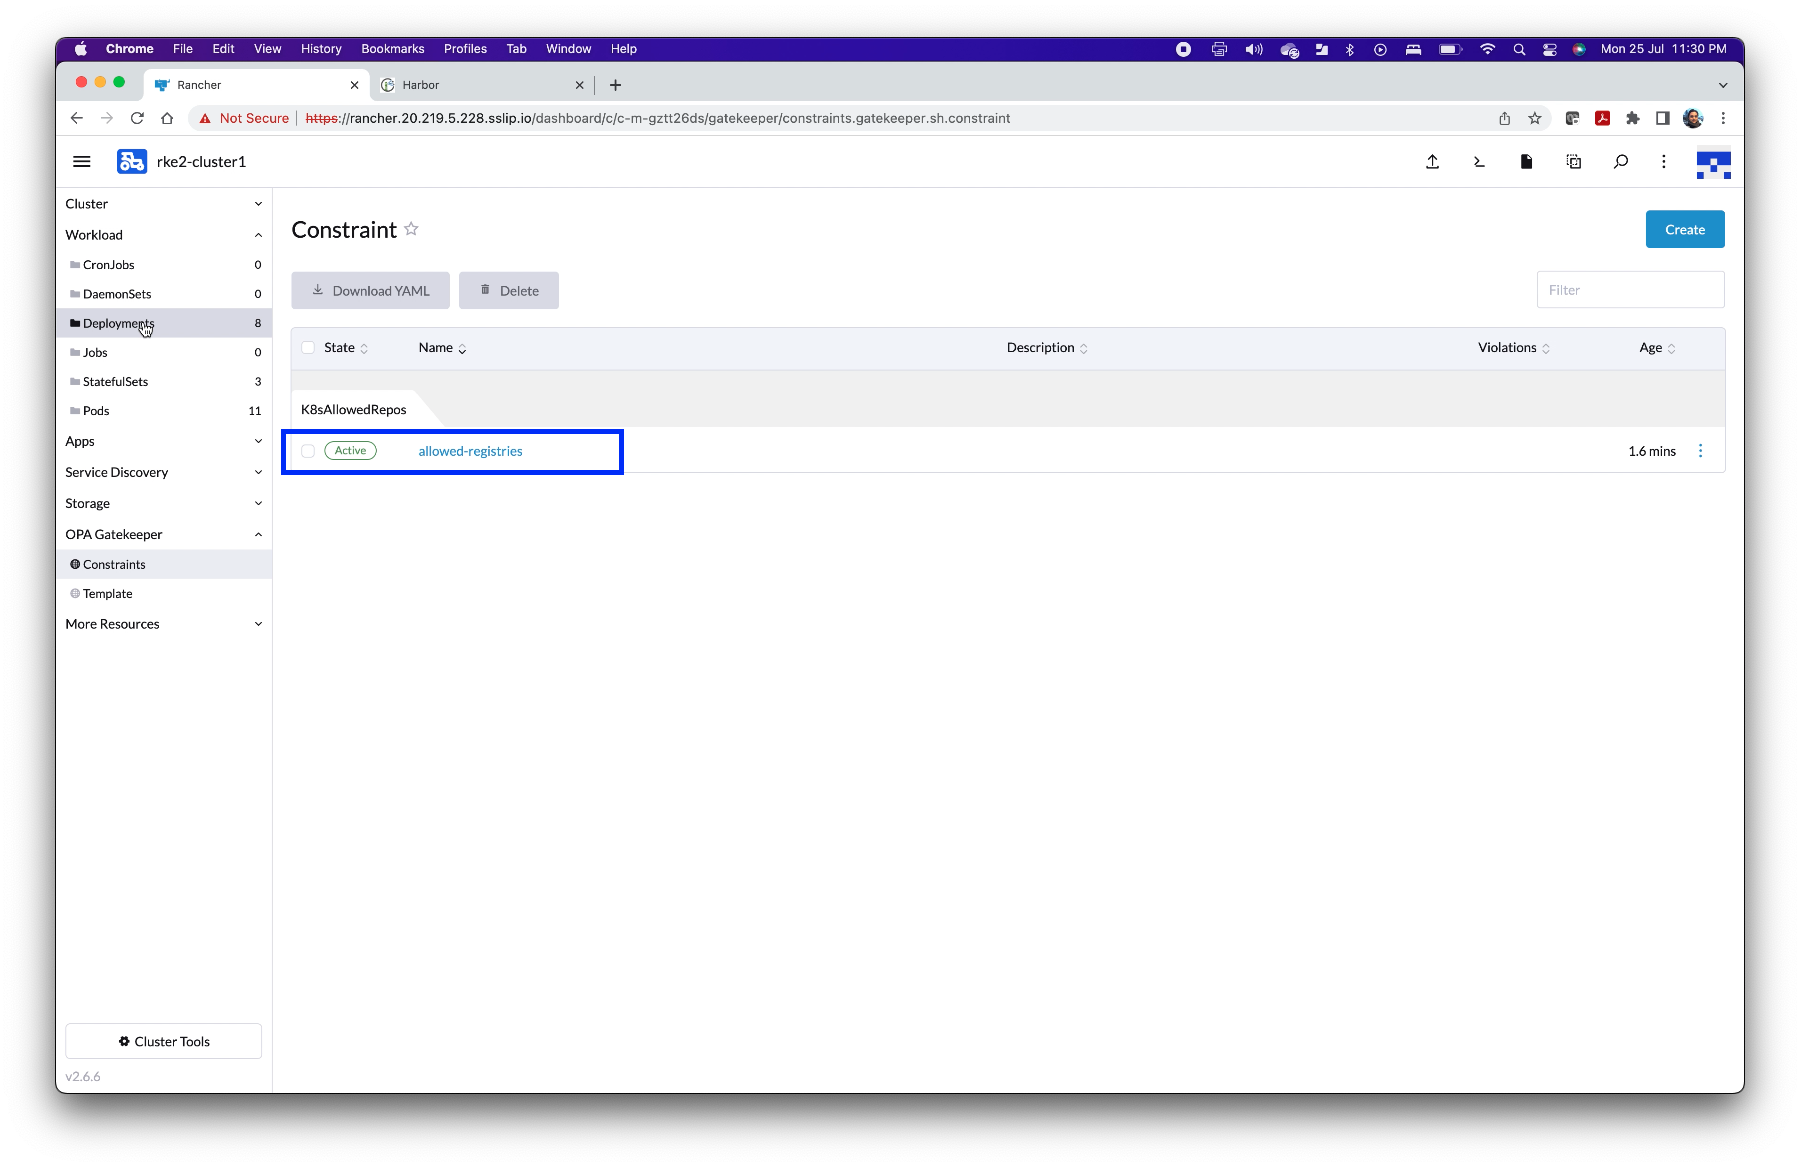 Chrome File Edit View History Bookmarks Profiles Tab Window Help Mon 25 Jul 11:30 PM
Rancher Harbor
Not Secure https://rancher.20.219.5.228.sslip.io/dashboard/c/c-m-gztt26ds/gatekeeper/constraints.gatekeeper.sh.constraint
rke2-cluster1
Cluster
Workload
CronJobs 0
DaemonSets 0
Deployments 8
Jobs 0
StatefulSets 3
Pods 11
Apps
Service Discovery
Storage
OPA Gatekeeper
Constraints
Template
More Resources
Cluster Tools
v2.6.6
Constraint
Create
Download YAML Delete
Filter
State Name Description Violations Age
K8sAllowedRepos
Active allowed-registries 1.6 mins